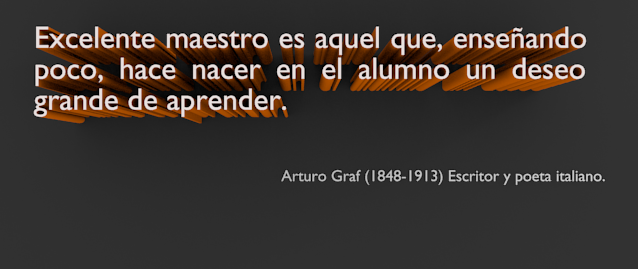 Excelente maestro es aquel que, enseñando
poco, hace nacer en el alumno un deseo
grande de aprender.
Arturo Graf (1848-1913) Escritor y poeta italiano.